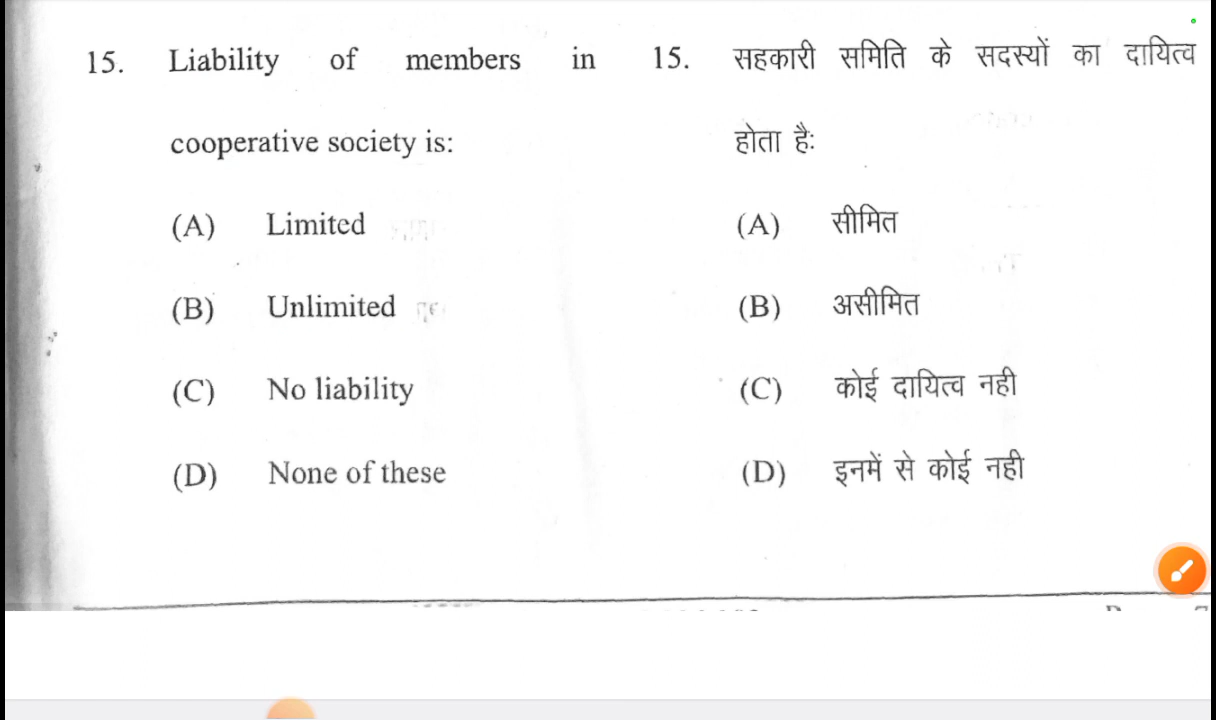 15. Liability of members in
cooperative society is:
(A) Limited
(B) Unlimited
(C) No liability
(D) None of these
15. सहकारी समिति के सदस्यों का दायित्व
होता हैः
(A) सीमित
(B) असीमित
(C) कोई दायित्व नही
(D) इनमें से कोई नही